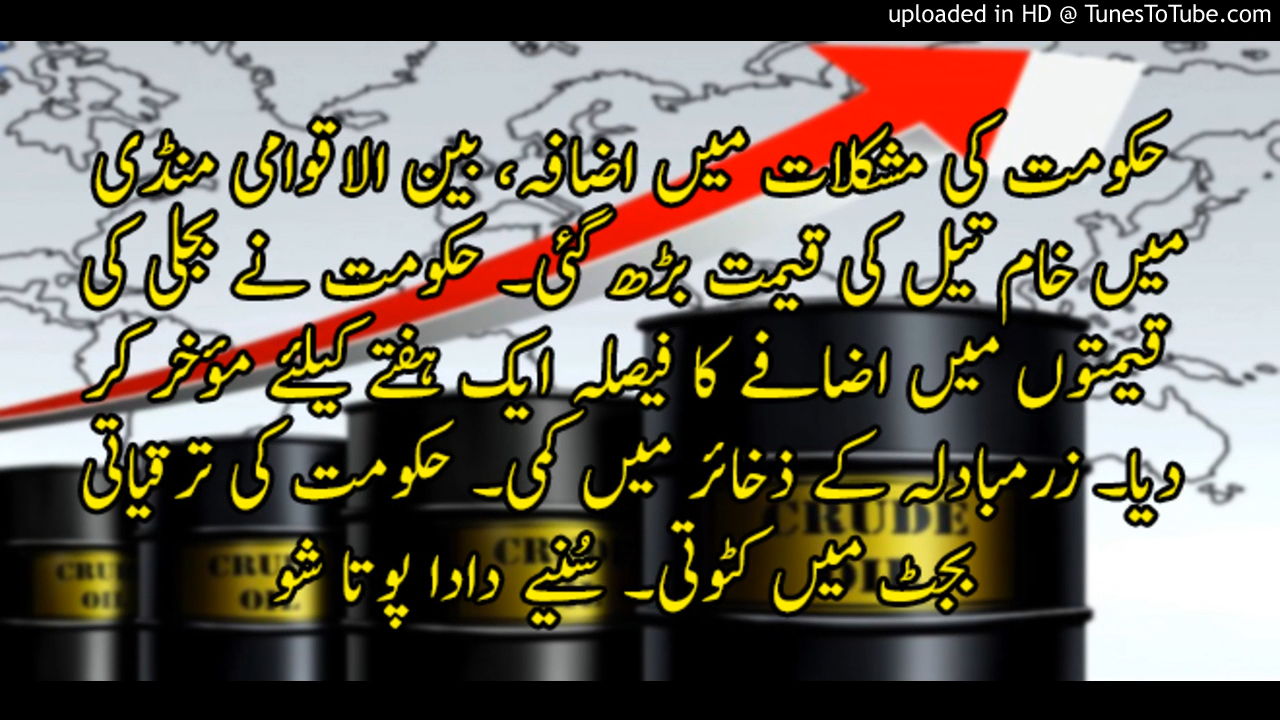 uploaded in HD @ TunesToTube.com
حکومت کی مشکلات میں اضافہ، بین الاقوامی منڈی
میں خام تیل کی قیمت بڑھ گئی۔ حکومت نے بجلی کی
قیمتوں میں اضافے کا فیصلہ ایک ہفتے کیلئے مؤخر کر
دیا۔ زرمبادلہ کے ذخائر میں کمی۔ حکومت کی ترقیاتی
بجٹ میں کٹوتی۔ سُنیے دادا پوتا شو
CRUDE
OIL
CRUDE
CRUDE
OIL
CRUDE
OIL